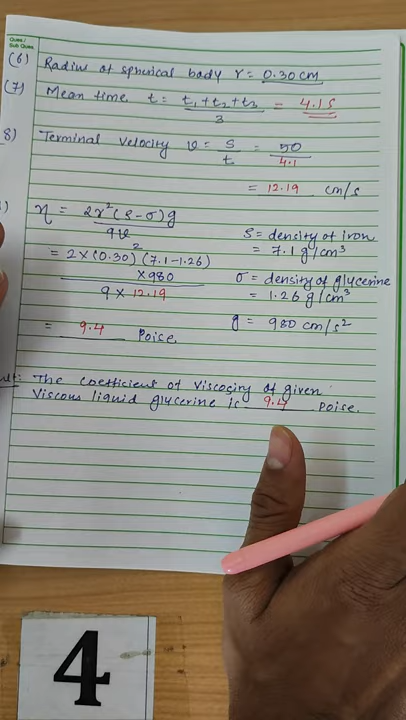 Ques./
Sub Ques.
(6) Radius of spherical body r = 0.30 cm
(7) Mean time t = t₁ + t₂ + t₃ / 3 = 4.1 s
8) Terminal velocity v = s / t = 50 / 4.1
= 12.19 cm/s
) η = 2r²(ρ-σ)g / 9v
ρ = density of iron
= 7.1 g/cm³
= 2×(0.30)²(7.1-1.26) ×980 / 9 × 12.19
σ = density of glycerine
= 1.26 g/cm³
g = 980 cm/s²
= 9.4 Poise
ult: The coefficient of viscosiry of given
Viscous liquid glycerine is 9.4 poise.
4